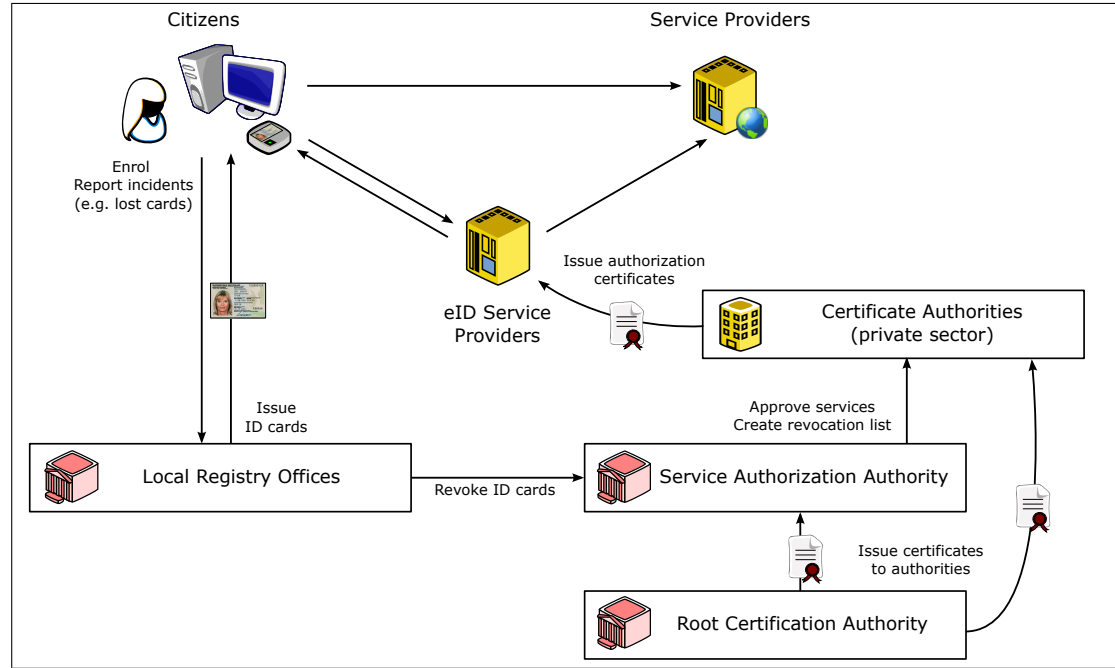 Citizens
Service Providers
Enrol
Report incidents
(e.g. lost cards)
Issue authorization
certificates
eID Service
Providers
Certificate Authorities
(private sector)
Issue
ID cards
Approve services
Create revocation list
Local Registry Offices
Revoke ID cards
Service Authorization Authority
Issue certificates
to authorities
Root Certification Authority